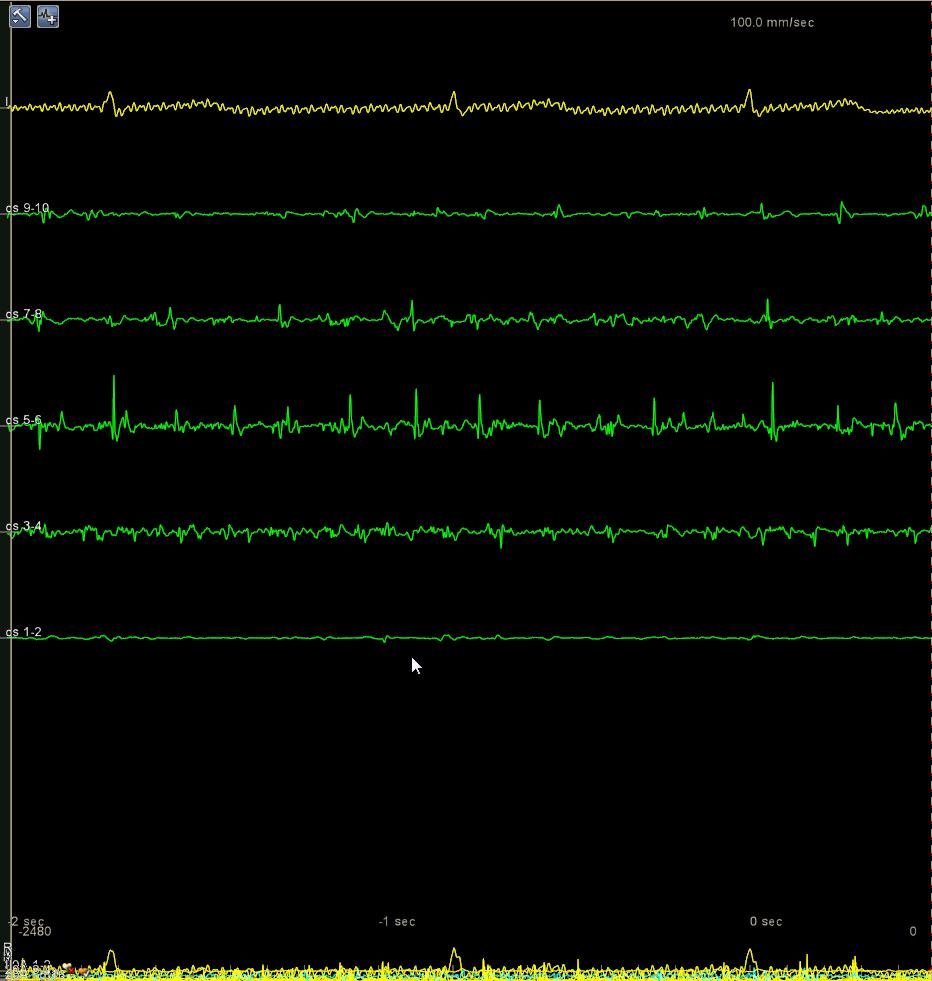 100.0 mm/sec
I
cs 9-10
cs 7-8
cs 5-6
cs 3-4
cs 1-2
-2 sec
-1 sec
0 sec
-2480
0